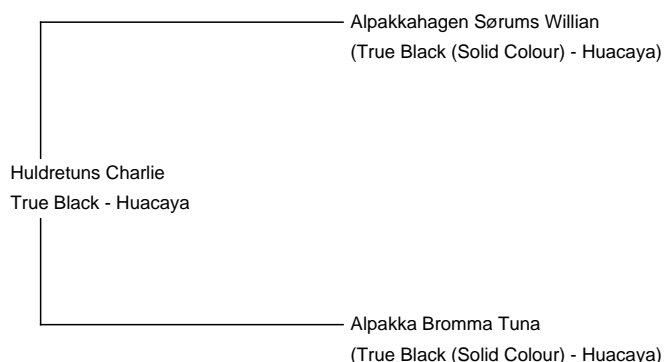 Alpakkahagen Sørums Willian
(True Black (Solid Colour) - Huacaya)
Huldretuns Charlie
True Black - Huacaya
Alpakka Bromma Tuna
(True Black (Solid Colour) - Huacaya)